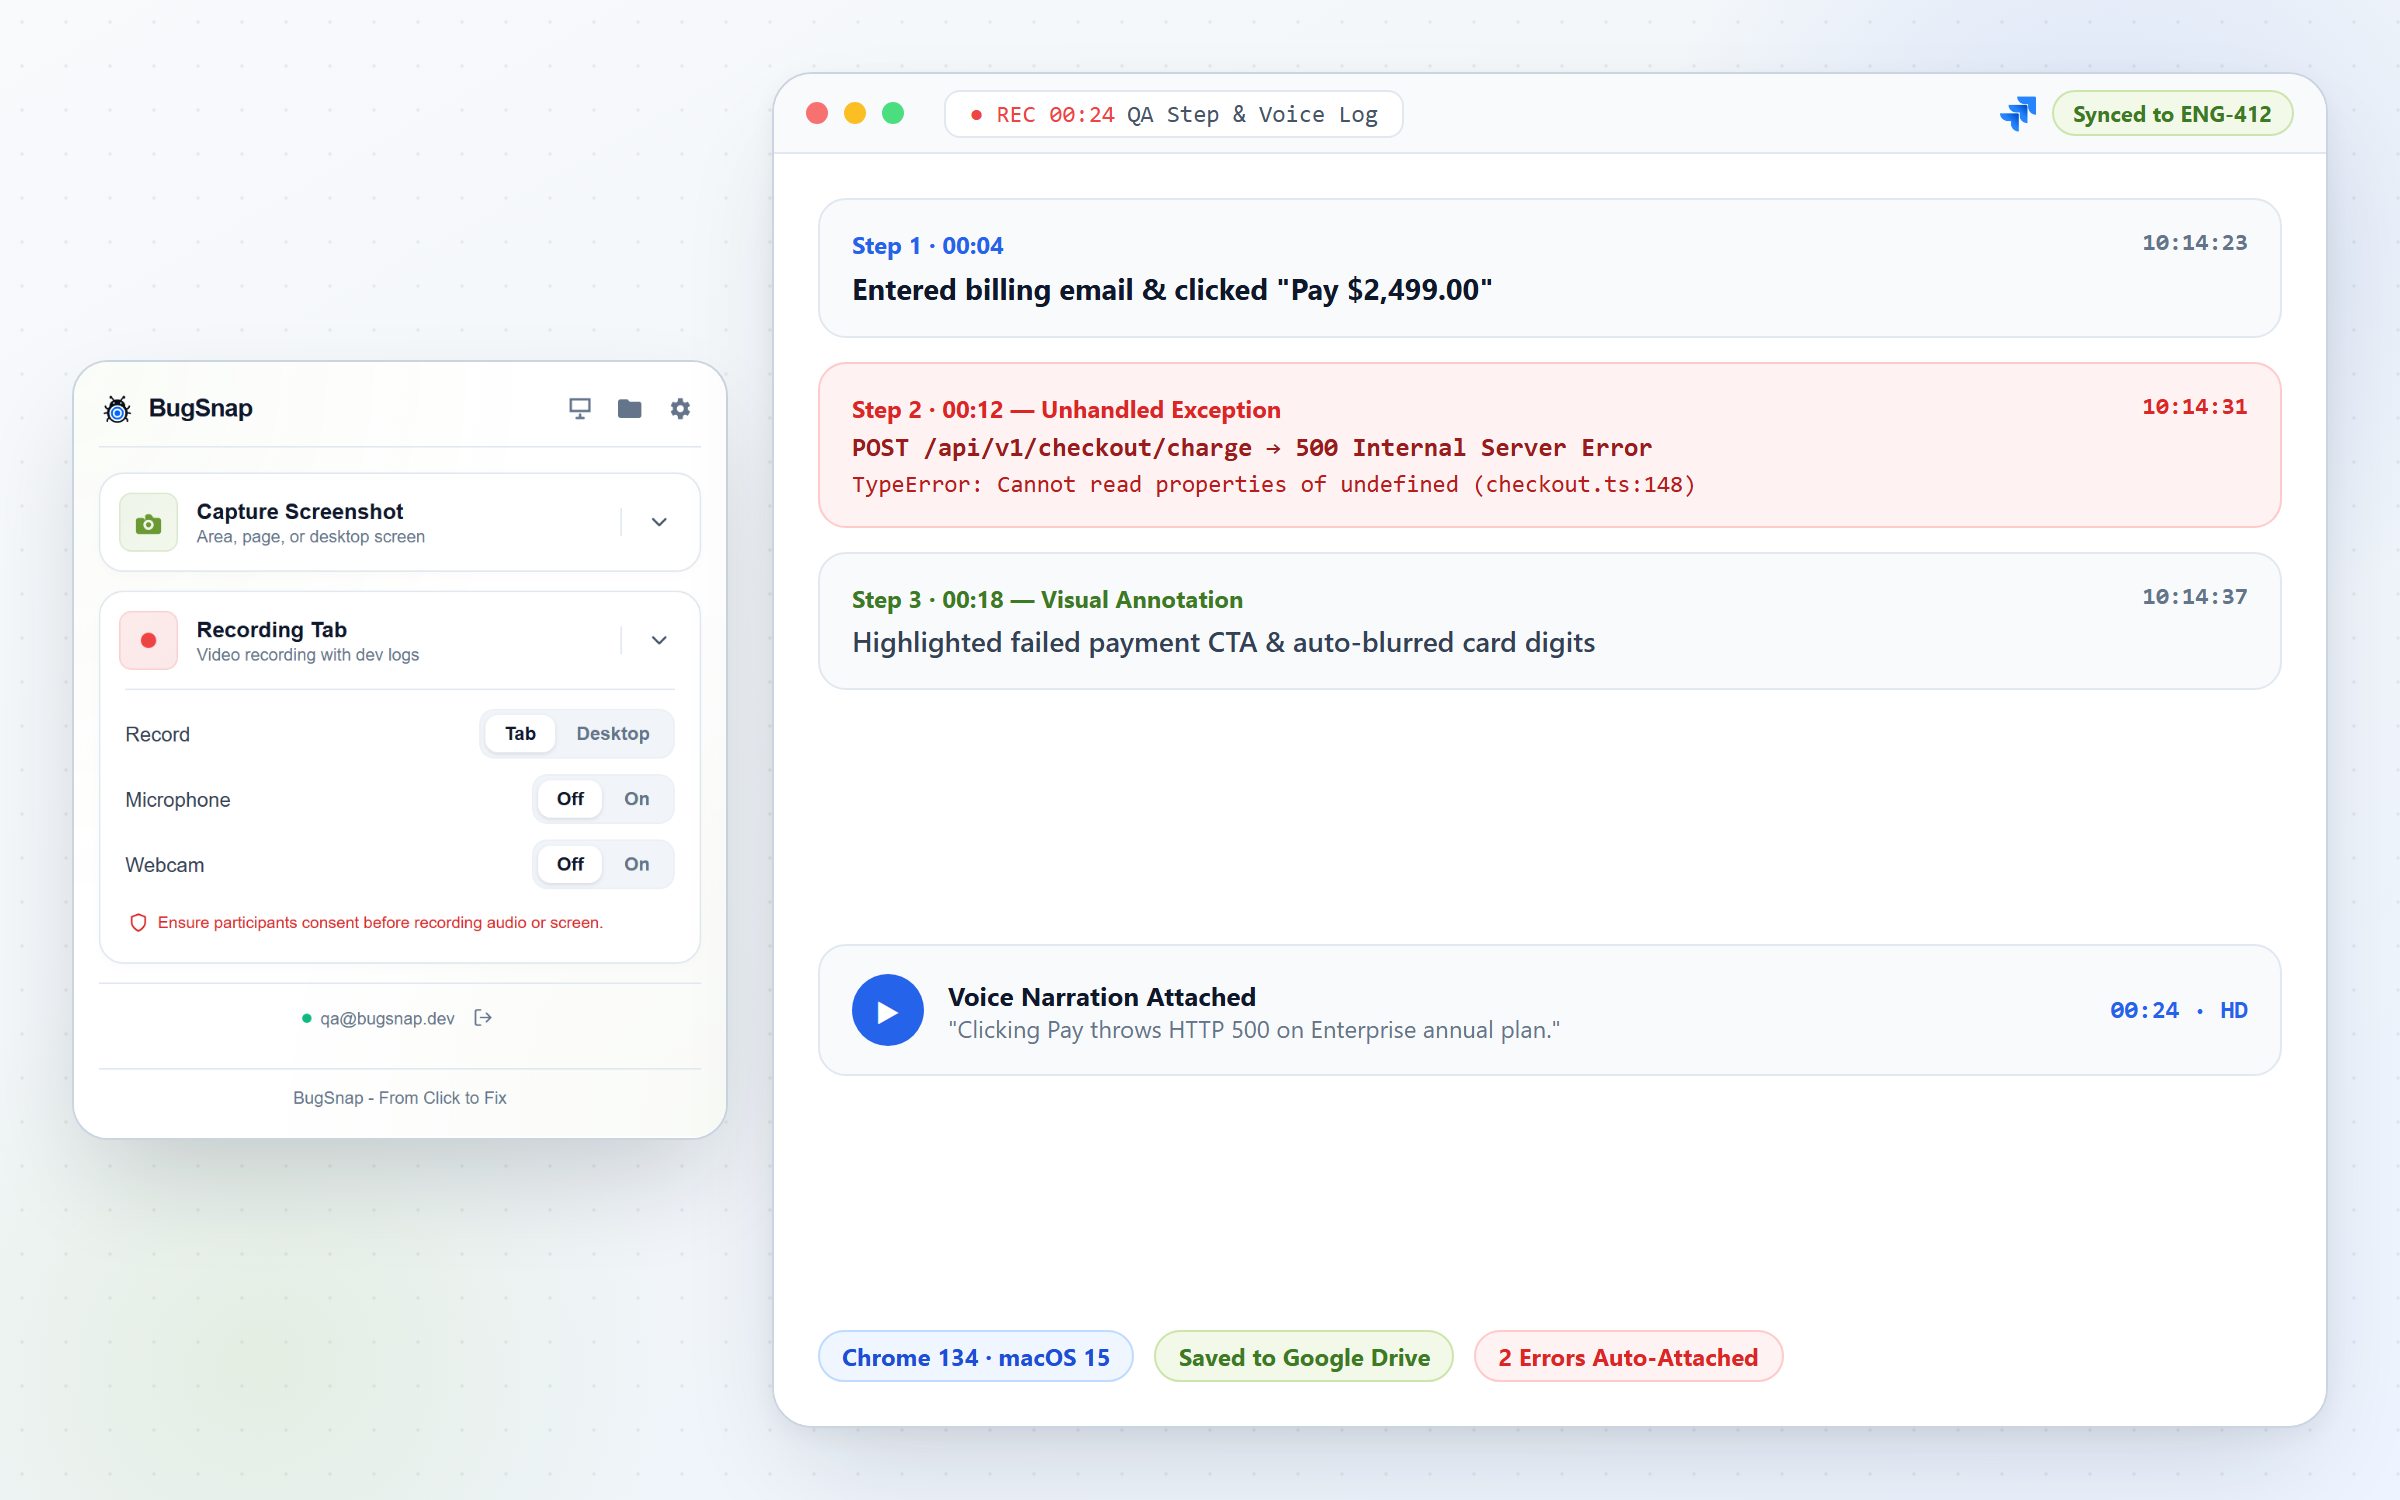 BugSnap
Capture Screenshot
Area, page, or desktop screen
Recording Tab
Video recording with dev logs
Record
Tab
Desktop
Microphone
Off
On
Webcam
Off
On
Ensure participants consent before recording audio or screen.
qa@bugsnap.dev
BugSnap - From Click to Fix
REC 00:24 QA Step & Voice Log
Synced to ENG-412
Step 1 · 00:04
10:14:23
Entered billing email & clicked "Pay $2,499.00"
Step 2 · 00:12 — Unhandled Exception
10:14:31
POST /api/v1/checkout/charge → 500 Internal Server Error
TypeError: Cannot read properties of undefined (checkout.ts:148)
Step 3 · 00:18 — Visual Annotation
10:14:37
Highlighted failed payment CTA & auto-blurred card digits
Voice Narration Attached
"Clicking Pay throws HTTP 500 on Enterprise annual plan."
00:24 · HD
Chrome 134 · macOS 15
Saved to Google Drive
2 Errors Auto-Attached